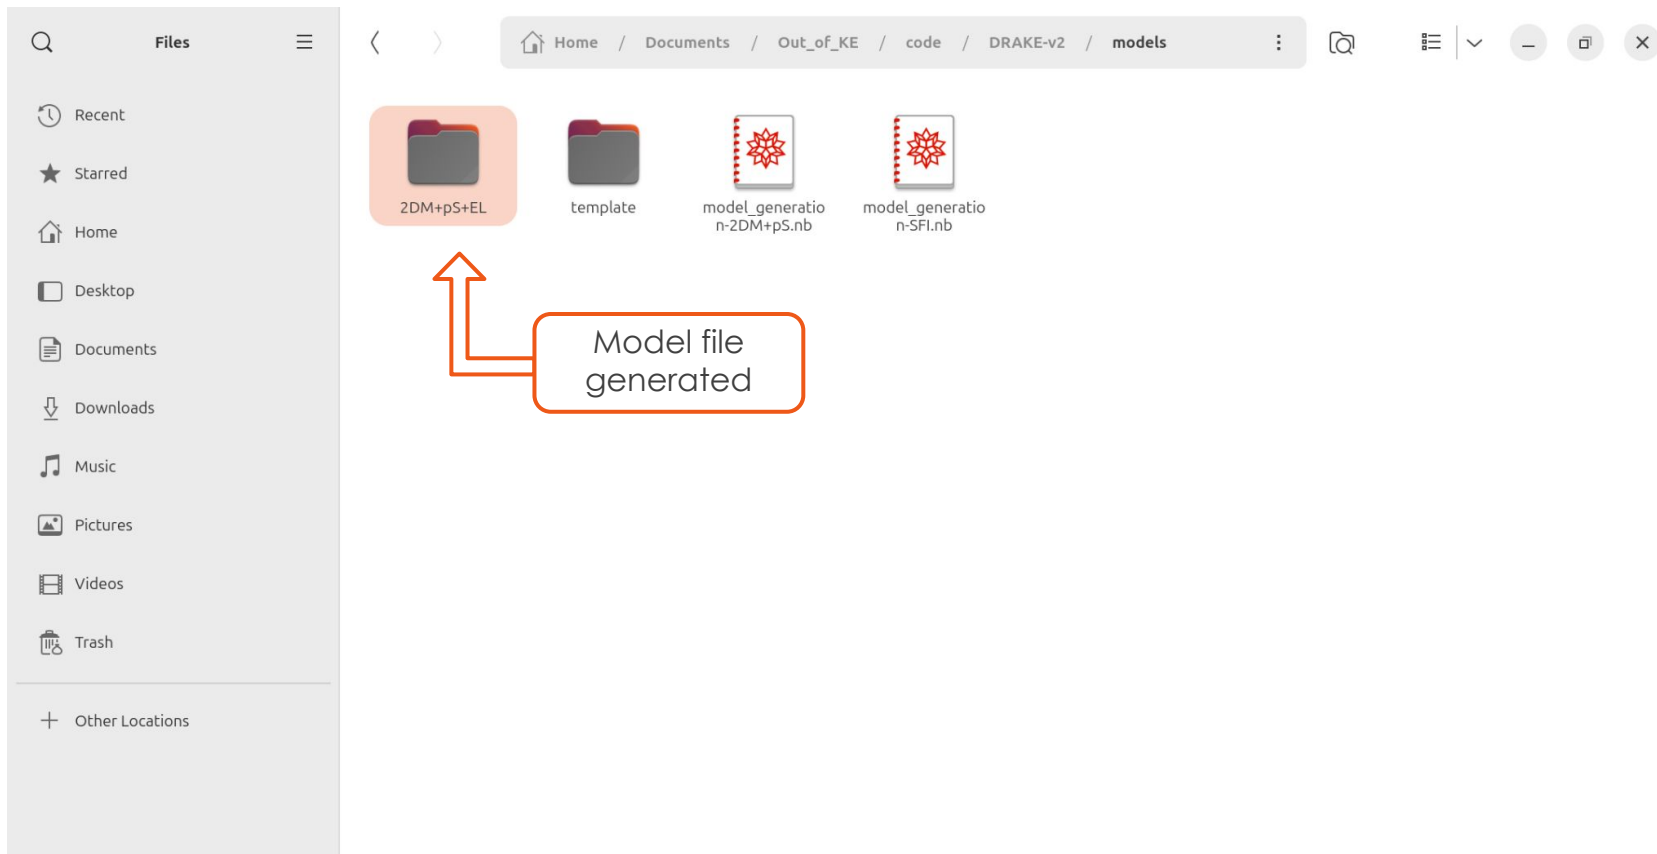 Files
Home / Documents / Out_of_KE / code / DRAKE-v2 / models
Recent
Starred
Home
Desktop
Documents
Downloads
Music
Pictures
Videos
Trash
Other Locations
2DM+pS+EL
template
model_generatio
n-2DM+pS.nb
model_generatio
n-SFI.nb
Model file
generated